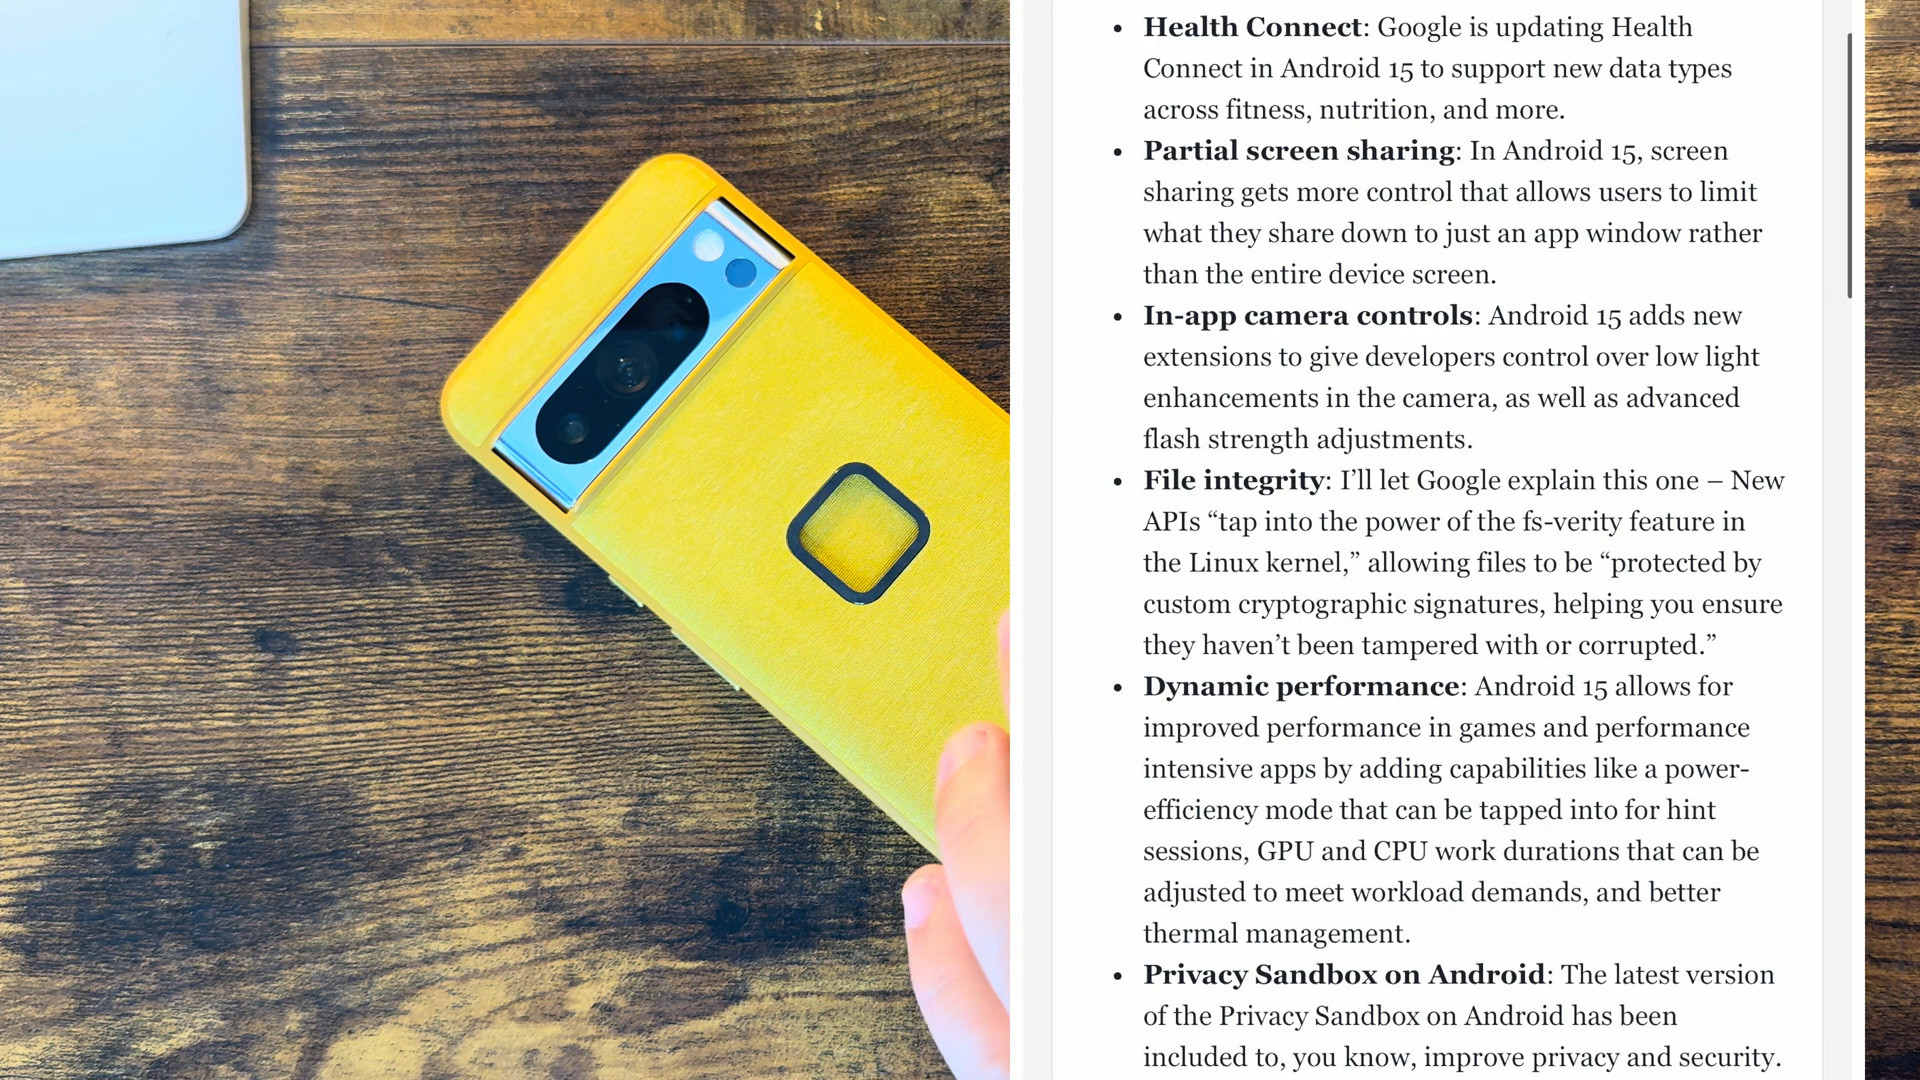 Health Connect: Google is updating Health
Connect in Android 15 to support new data types
across fitness, nutrition, and more.
Partial screen sharing: In Android 15, screen
sharing gets more control that allows users to limit
what they share down to just an app window rather
than the entire device screen.
In-app camera controls: Android 15 adds new
extensions to give developers control over low light
enhancements in the camera, as well as advanced
flash strength adjustments.
File integrity: I’ll let Google explain this one – New
APIs “tap into the power of the fs-verity feature in
the Linux kernel,” allowing files to be “protected by
custom cryptographic signatures, helping you ensure
they haven’t been tampered with or corrupted.”
Dynamic performance: Android 15 allows for
improved performance in games and performance
intensive apps by adding capabilities like a power-
efficiency mode that can be tapped into for hint
sessions, GPU and CPU work durations that can be
adjusted to meet workload demands, and better
thermal management.
Privacy Sandbox on Android: The latest version
of the Privacy Sandbox on Android has been
included to, you know, improve privacy and security.